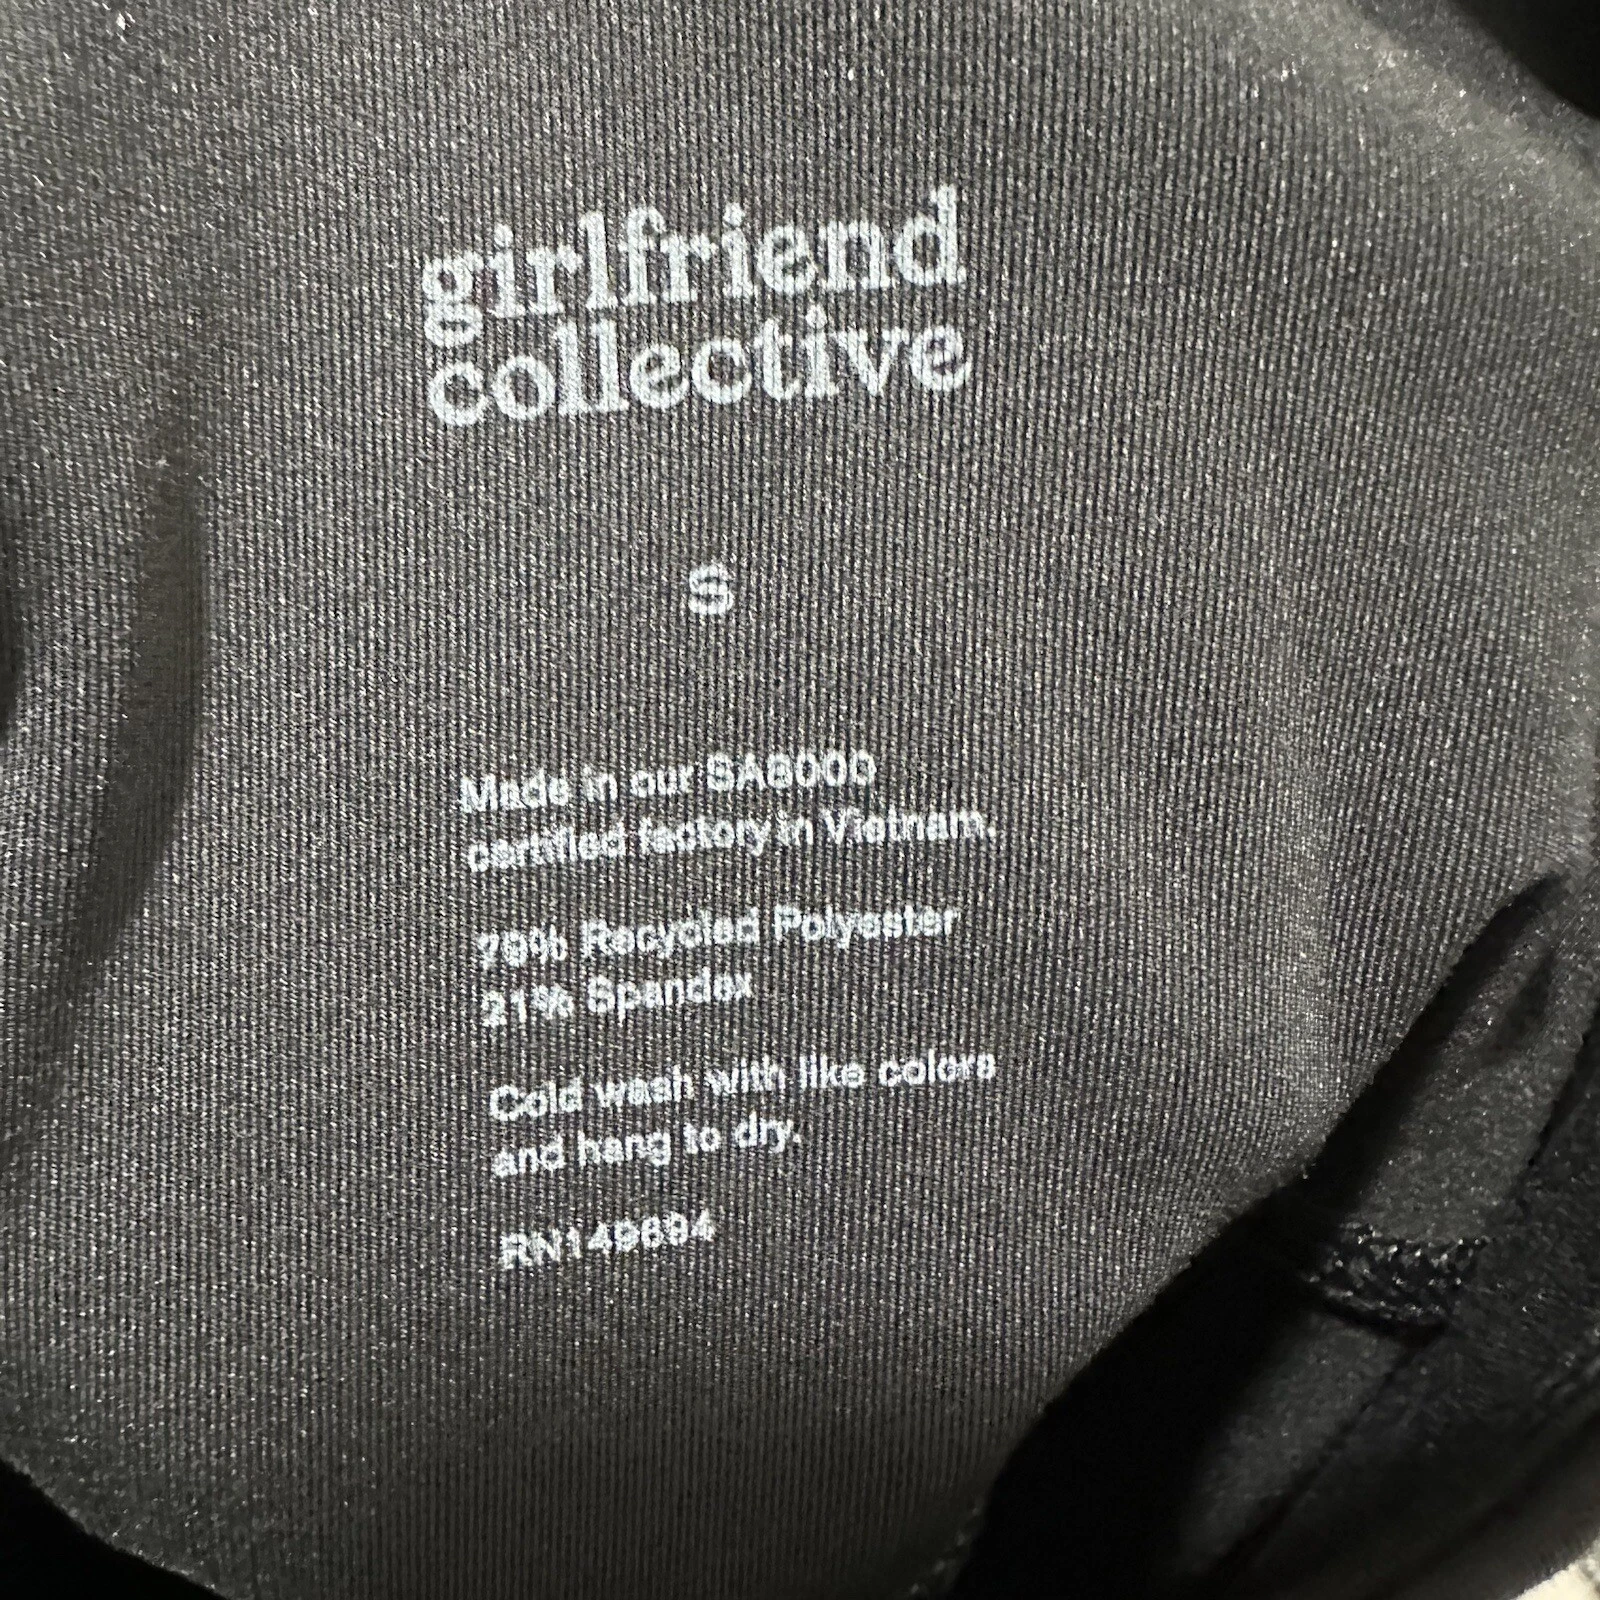 girlfriend
collective
S
Made in our SA8000
certified factory in Vietnam.
79% Recycled Polyester
21% Spandex
Cold wash with like colors
and hang to dry.
RN149694